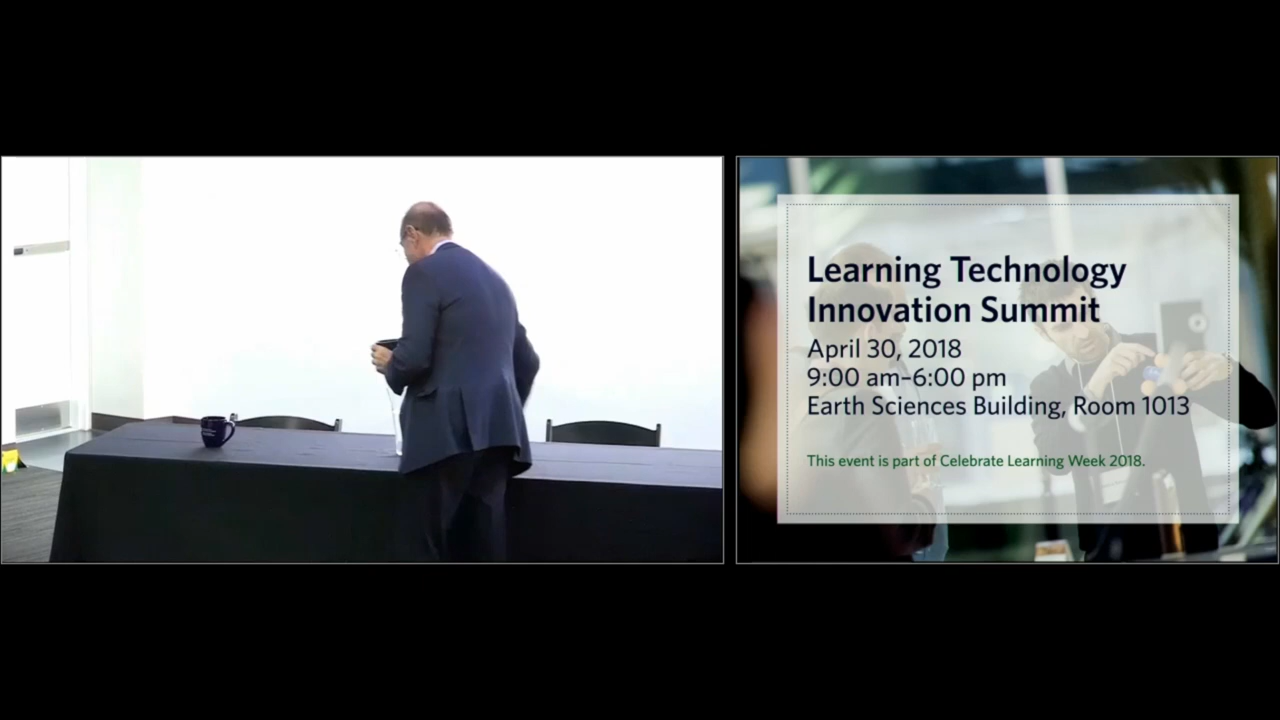 Learning Technology
Innovation Summit
April 30, 2018
9:00 am–6:00 pm
Earth Sciences Building, Room 1013
This event is part of Celebrate Learning Week 2018.